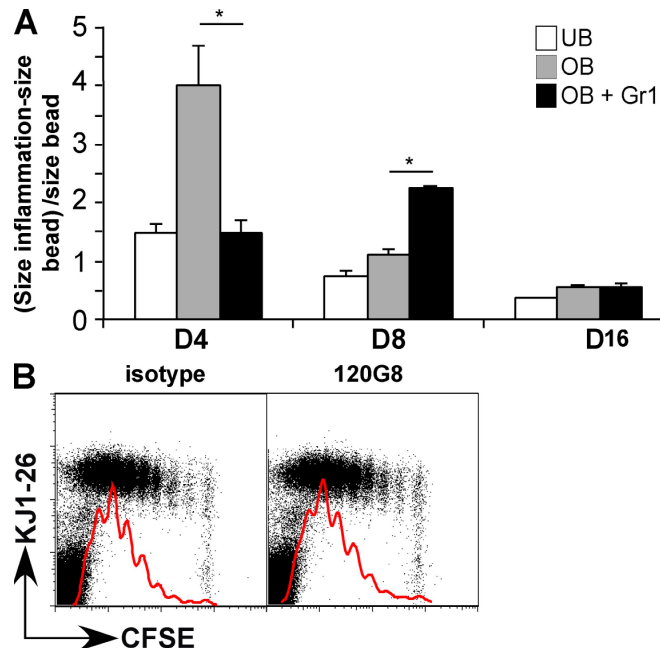 A
*
*
UB
OB
OB + Gr1
(Size inflammation-size
bead) /size bead
5
4
3
2
1
0
D4
D8
D16
B
isotype
120G8
KJ1-26
CFSE